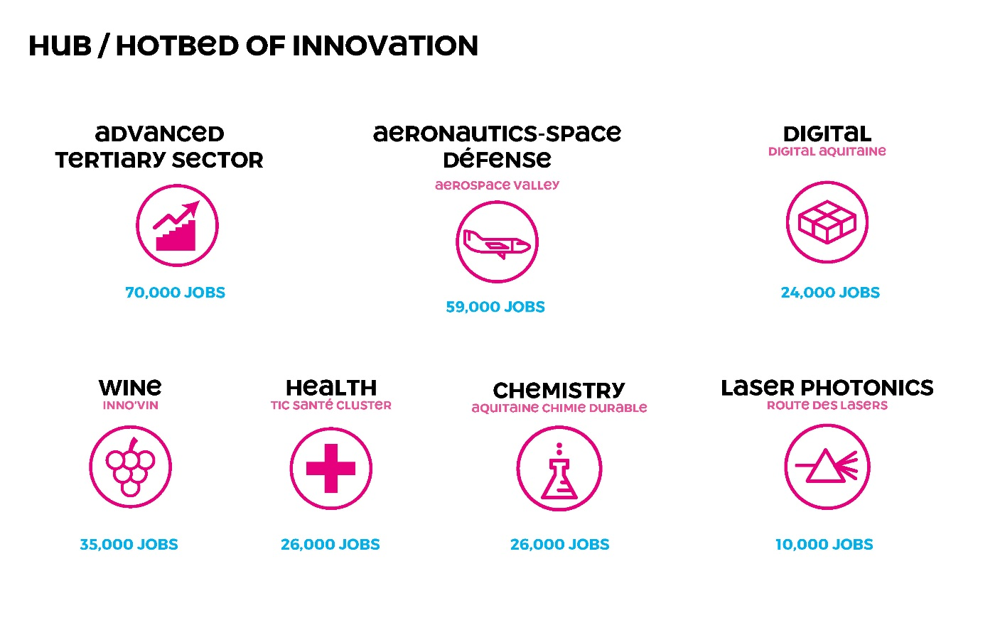 HUB / HOTBED OF INNOVATION
ADVANCED
TERTIARY SECTOR
70,000 JOBS
AERONAUTICS-SPACE
DÉFENSE
AEROSPACE VALLEY
59,000 JOBS
DIGITAL
DIGITAL AQUITAINE
24,000 JOBS
WINE
INNO'VIN
35,000 JOBS
HEALTH
TIC SANTÉ CLUSTER
26,000 JOBS
CHEMISTRY
AQUITAINE CHIMIE DURABLE
26,000 JOBS
LASER PHOTONICS
ROUTE DES LASERS
10,000 JOBS